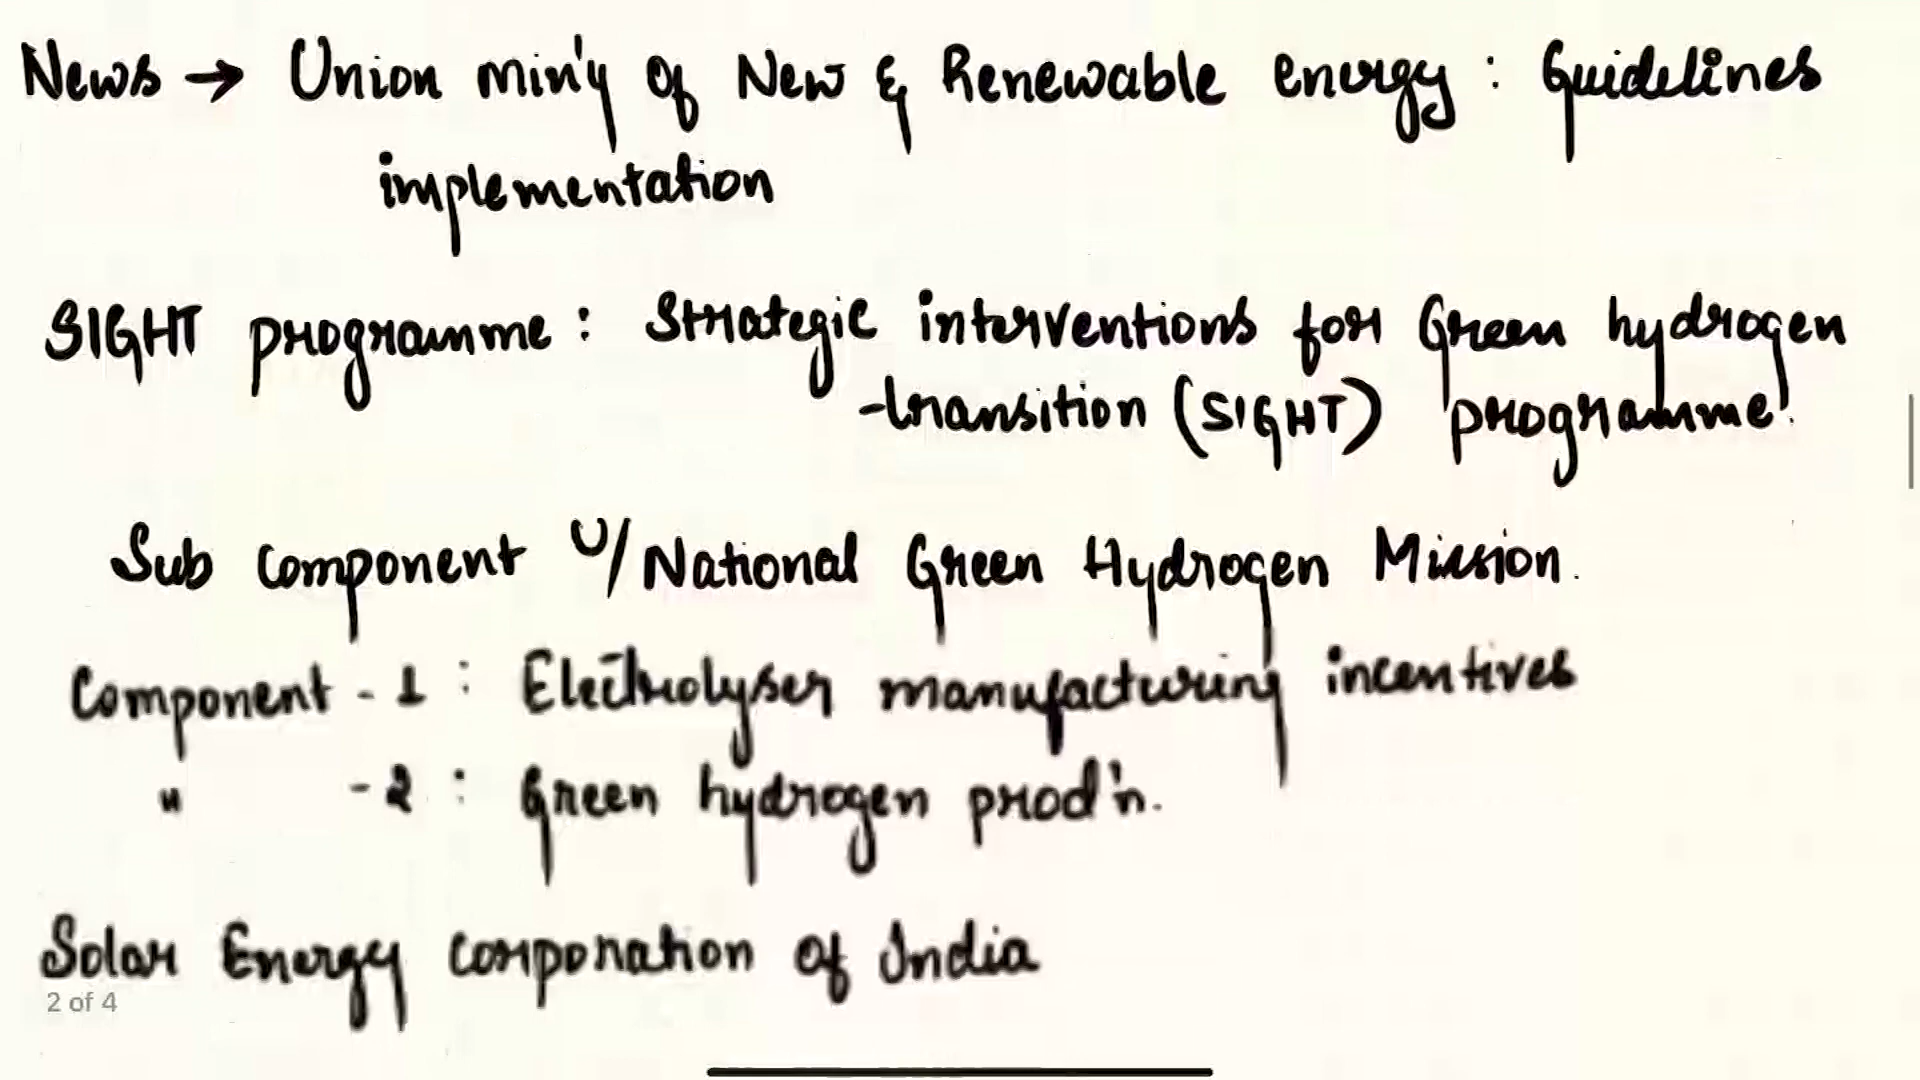 News → Union min'y of New & Renewable energy : Guidelines
implementation
SIGHT programme : Strategic interventions for Green hydrogen
-transition (SIGHT) programme.
Sub component U/ National Green Hydrogen Mission.
Component - 1 : Electrolyser manufacturing incentives
" - 2 : Green hydrogen prod'n.
Solar Energy corporation of India
2 of 4